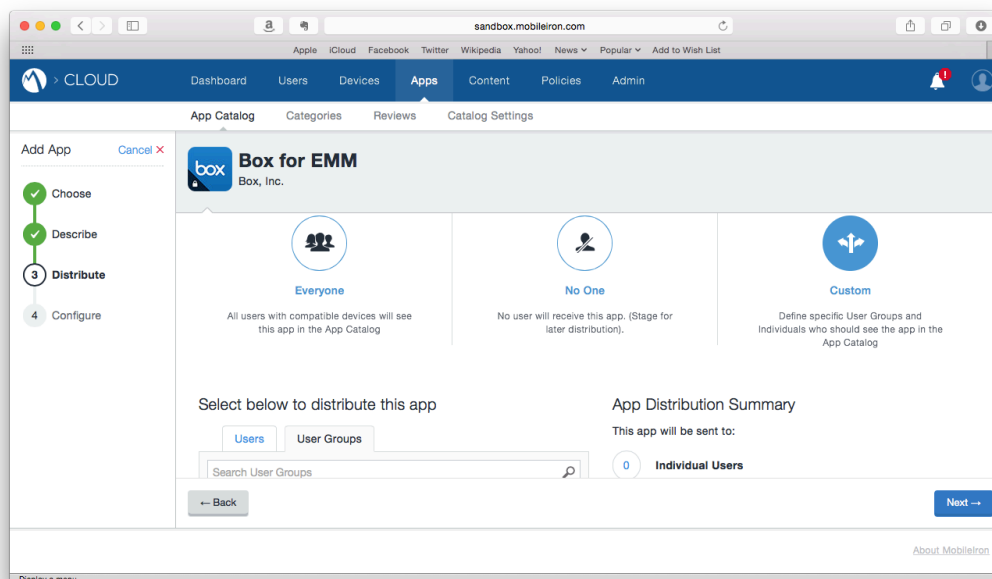 sandbox.mobileiron.com
Apple iCloud Facebook Twitter Wikipedia Yahoo! News Popular Add to Wish List
CLOUD
Dashboard Users Devices Apps Content Policies Admin
App Catalog Categories Reviews Catalog Settings
Add App Cancel
Choose
Describe
3 Distribute
4 Configure
box
Box for EMM
Box, Inc.
Everyone
All users with compatible devices will see
this app in the App Catalog
No One
No user will receive this app. (Stage for
later distribution).
Custom
Define specific User Groups and
Individuals who should see the app in the
App Catalog
Select below to distribute this app
Users User Groups
Search User Groups
App Distribution Summary
This app will be sent to:
0 Individual Users
← Back
Next →
About MobileIron
Display a menu